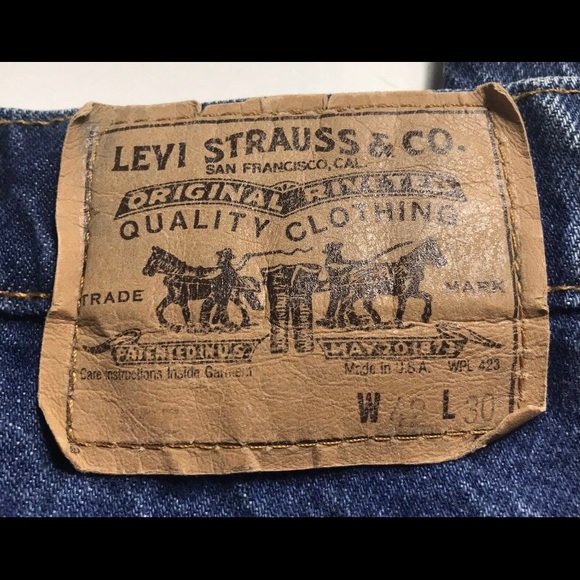 LEVI STRAUSS & CO.
SAN FRANCISCO, CAL.
ORIGINAL RIVETED
QUALITY CLOTHING
TRADE MARK
PATENTED IN U.S. MAY 20 1873
Care Instructions Inside Garment Made in U.S.A. WPL 423
W 42 L 30